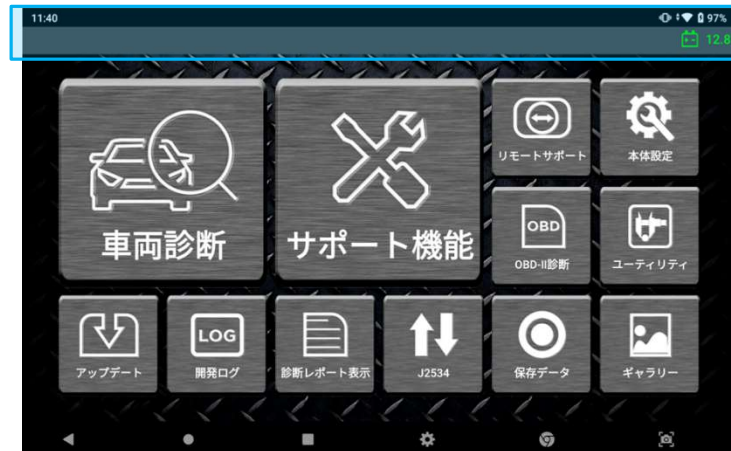 11:40
97%
12.8
車両診断
サポート機能
リモートサポート
本体設定
OBD
OBD-II診断
ユーティリティ
アップデート
LOG
開発ログ
診断レポート表示
J2534
保存データ
ギャラリー